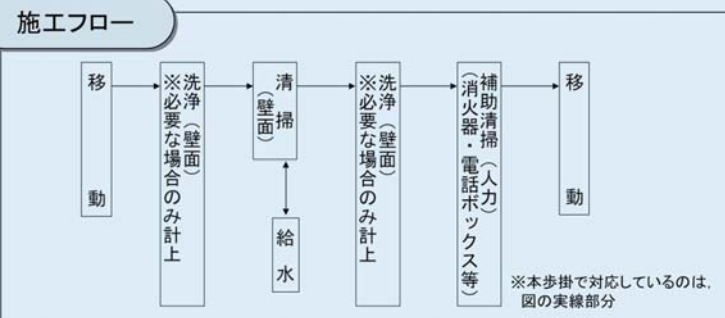 施工フロー
移動
洗浄（壁面）
※必要な場合のみ計上
清掃
（壁面）
給水
洗浄（壁面）
※必要な場合のみ計上
補助清掃（人力）
（消火器・電話ボックス等）
移動
※本歩掛で対応しているのは，
図の実線部分